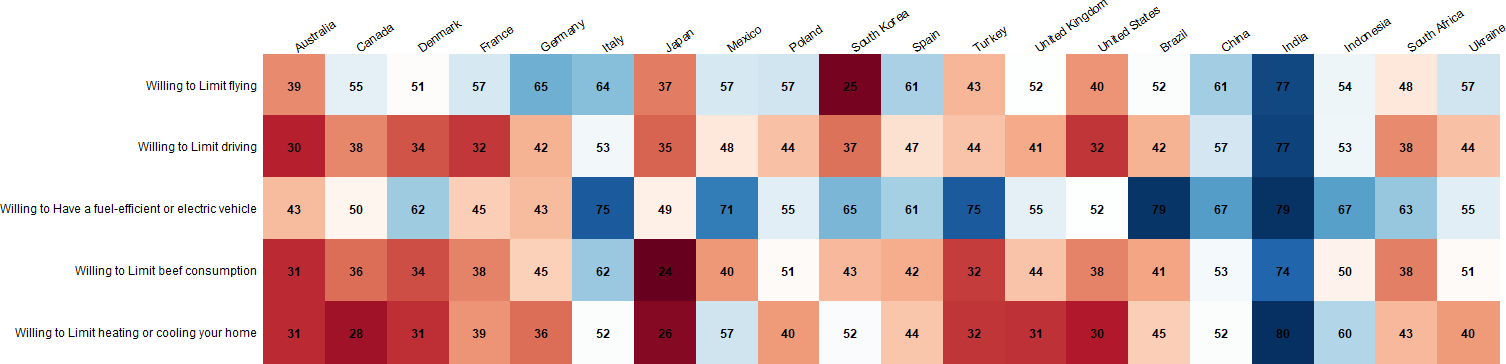 Australia Canada Denmark France Germany Italy Japan Mexico Poland South Korea Spain Turkey United Kingdom United States Brazil China India Indonesia South Africa Ukraine
Willing to Limit flying 39 55 51 57 65 64 37 57 57 25 61 43 52 40 52 61 77 54 48 57
Willing to Limit driving 30 38 34 32 42 53 35 48 44 37 47 44 41 32 42 57 77 53 38 44
Willing to Have a fuel-efficient or electric vehicle 43 50 62 45 43 75 49 71 55 65 61 75 55 52 79 67 79 67 63 55
Willing to Limit beef consumption 31 36 34 38 45 62 24 40 51 43 42 32 44 38 41 53 74 50 38 51
Willing to Limit heating or cooling your home 31 28 31 39 36 52 26 57 40 52 44 32 31 30 45 52 80 60 43 40